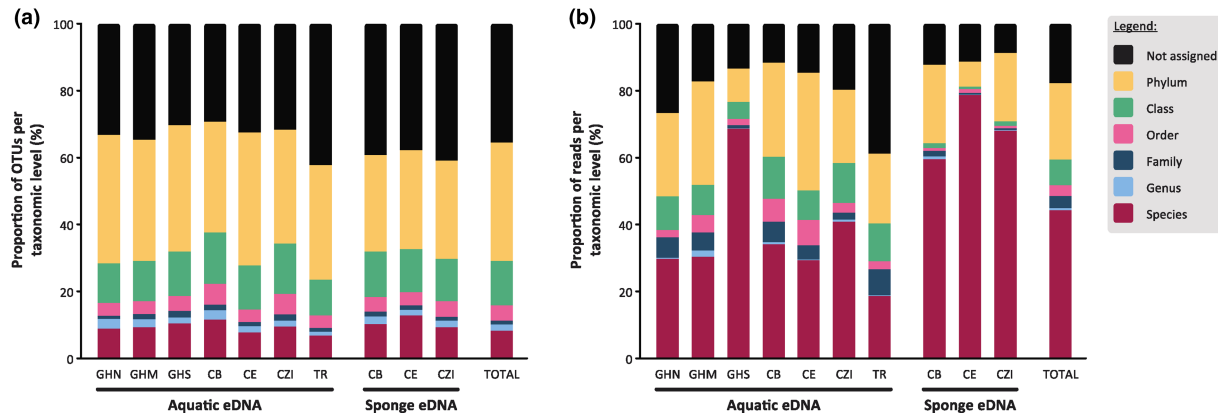 (a)
Proportion of OTUs per
taxonomic level (%)
100
80
60
40
20
0
GHN GHM GHS CB CE CZI TR CB CE CZI TOTAL
Aquatic eDNA Sponge eDNA
(b)
Proportion of reads per
taxonomic level (%)
100
80
60
40
20
0
GHN GHM GHS CB CE CZI TR CB CE CZI TOTAL
Aquatic eDNA Sponge eDNA
Legend:
Not assigned
Phylum
Class
Order
Family
Genus
Species